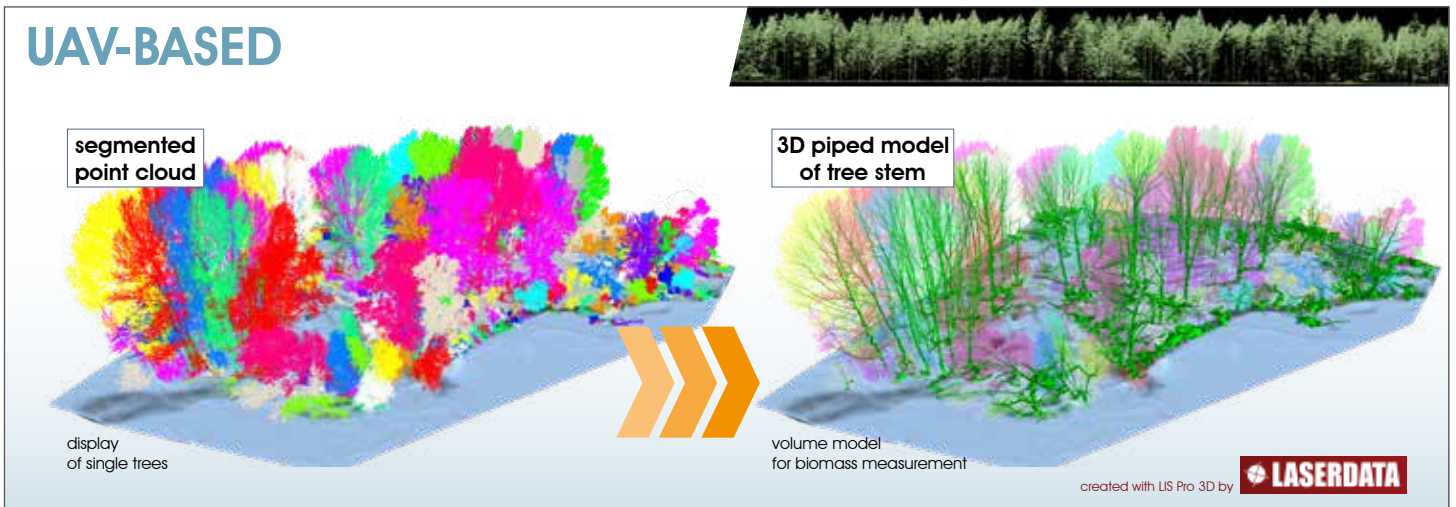 UAV-BASED
segmented
point cloud
3D piped model
of tree stem
display
of single trees
volume model
for biomass measurement
created with LIS Pro 3D by
LASERDATA